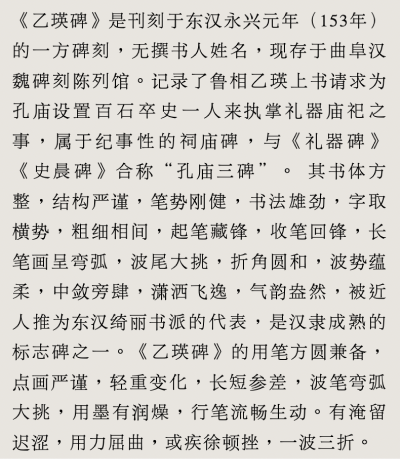 《乙瑛碑》是刊刻于东汉永兴元年（153年）
的一方碑刻，无撰书人姓名，现存于曲阜汉
魏碑刻陈列馆。记录了鲁相乙瑛上书请求为
孔庙设置百石卒史一人来执掌礼器庙祀之
事，属于纪事性的祠庙碑，与《礼器碑》
《史晨碑》合称“孔庙三碑”。 其书体方
整，结构严谨，笔势刚健，书法雄劲，字取
横势，粗细相间，起笔藏锋，收笔回锋，长
笔画呈弯弧，波尾大挑，折角圆和，波势蕴
柔，中敛旁肆，潇洒飞逸，气韵盎然，被近
人推为东汉绮丽书派的代表，是汉隶成熟的
标志碑之一。《乙瑛碑》的用笔方圆兼备，
点画严谨，轻重变化，长短参差，波笔弯弧
大挑，用墨有润燥，行笔流畅生动。有淹留
迟涩，用力屈曲，或疾徐顿挫，一波三折。